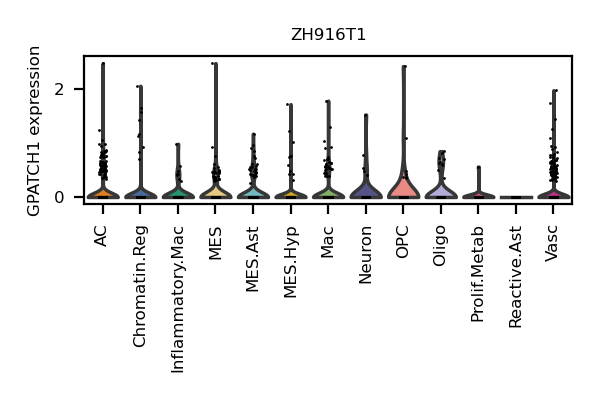 ZH916T1
GPATCH1 expression
2
0
AC
Chromatin.Reg
Inflammatory.Mac
MES
MES.Ast
MES.Hyp
Mac
Neuron
OPC
Oligo
Prolif.Metab
Reactive.Ast
Vasc